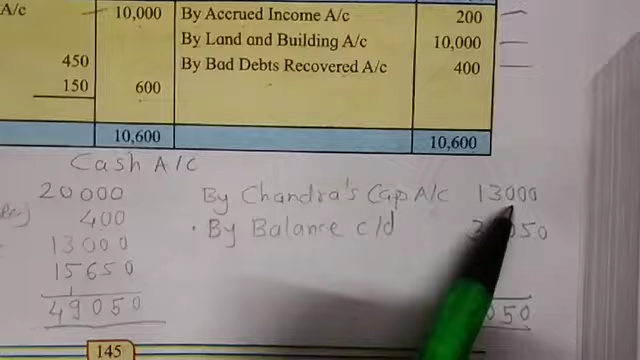 A/c 10,000 By Accrued Income A/c 200
By Land and Building A/c 10,000
450 By Bad Debts Recovered A/c 400
150 600
10,600 10,600
Cash A/C
20000 By Chandra's Cap A/c 13000
400 By Balance c/d
13000
15650
49050
145